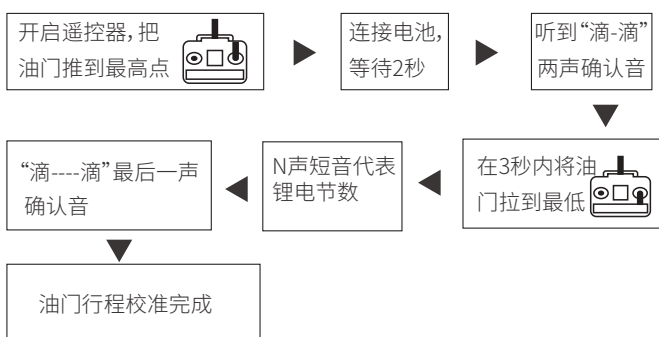 开启遥控器,把
油门推到最高点
连接电池,
等待2秒
听到“滴-滴”
两声确认音
在3秒内将油
门拉到最低
N声短音代表
锂电节数
“滴----滴”最后一声
确认音
油门行程校准完成